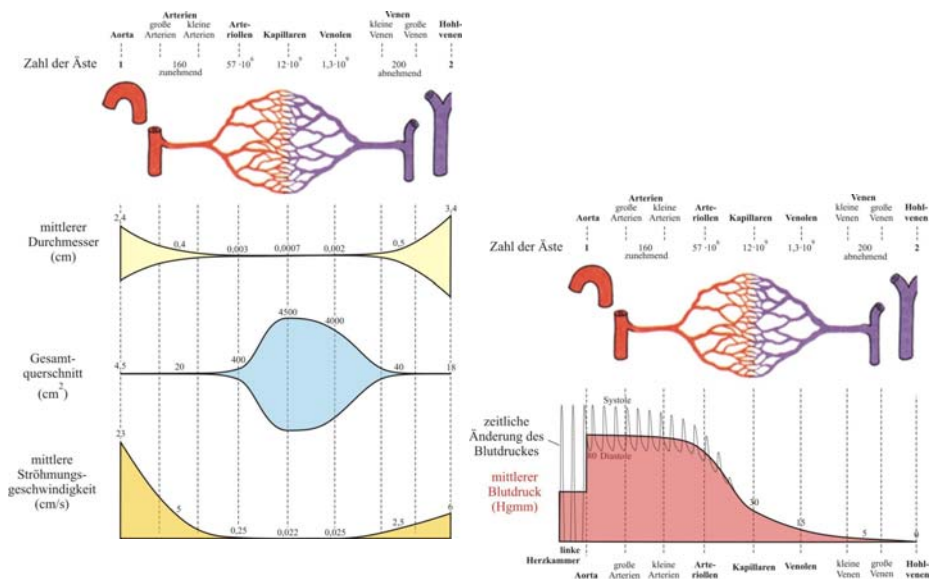 Arterien
Venen
große
kleine
Arte-
kleine
große
Hohl-
Aorta
Arterien
Arterien
riollen
Kapillaren
Venolen
Venen
Venen
venen
Zahl der Äste
1
160
57·10⁶
12·10⁹
1,3·10⁹
200
2
zunehmend
abnehmend
mittlerer
Durchmesser
(cm)
2,4
0,4
0,003
0,0007
0,002
0,5
3,4
Gesamt-
querschnitt
(cm²)
4,5
20
400
4500
4000
40
18
mittlere
Ströhmungs-
geschwindigkeit
(cm/s)
23
5
0,25
0,022
0,025
2,5
6
Arterien
Venen
große
kleine
Arte-
kleine
große
Hohl-
Aorta
Arterien
Arterien
riollen
Kapillaren
Venolen
Venen
Venen
venen
Zahl der Äste
1
160
57·10⁶
12·10⁹
1,3·10⁹
200
2
zunehmend
abnehmend
zeitliche
Änderung des
Blutdruckes
mittlerer
Blutdruck
(Hgmm)
Systole
Diastole
15
5
0
linke
Herzkammer
Aorta
große
Arterien
kleine
Arterien
Arte-
riollen
Kapillaren
Venolen
kleine
Venen
große
Venen
Hohl-
venen